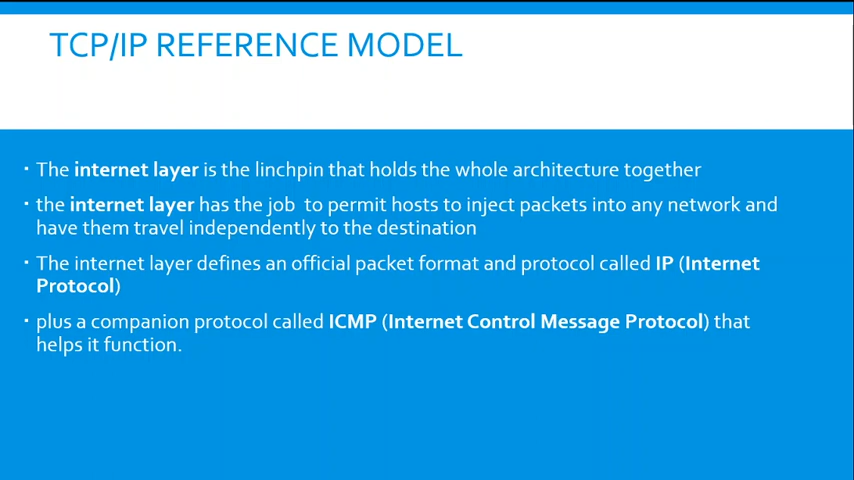 TCP/IP REFERENCE MODEL
· The internet layer is the linchpin that holds the whole architecture together
· the internet layer has the job to permit hosts to inject packets into any network and
have them travel independently to the destination
· The internet layer defines an official packet format and protocol called IP (Internet
Protocol)
· plus a companion protocol called ICMP (Internet Control Message Protocol) that
helps it function.